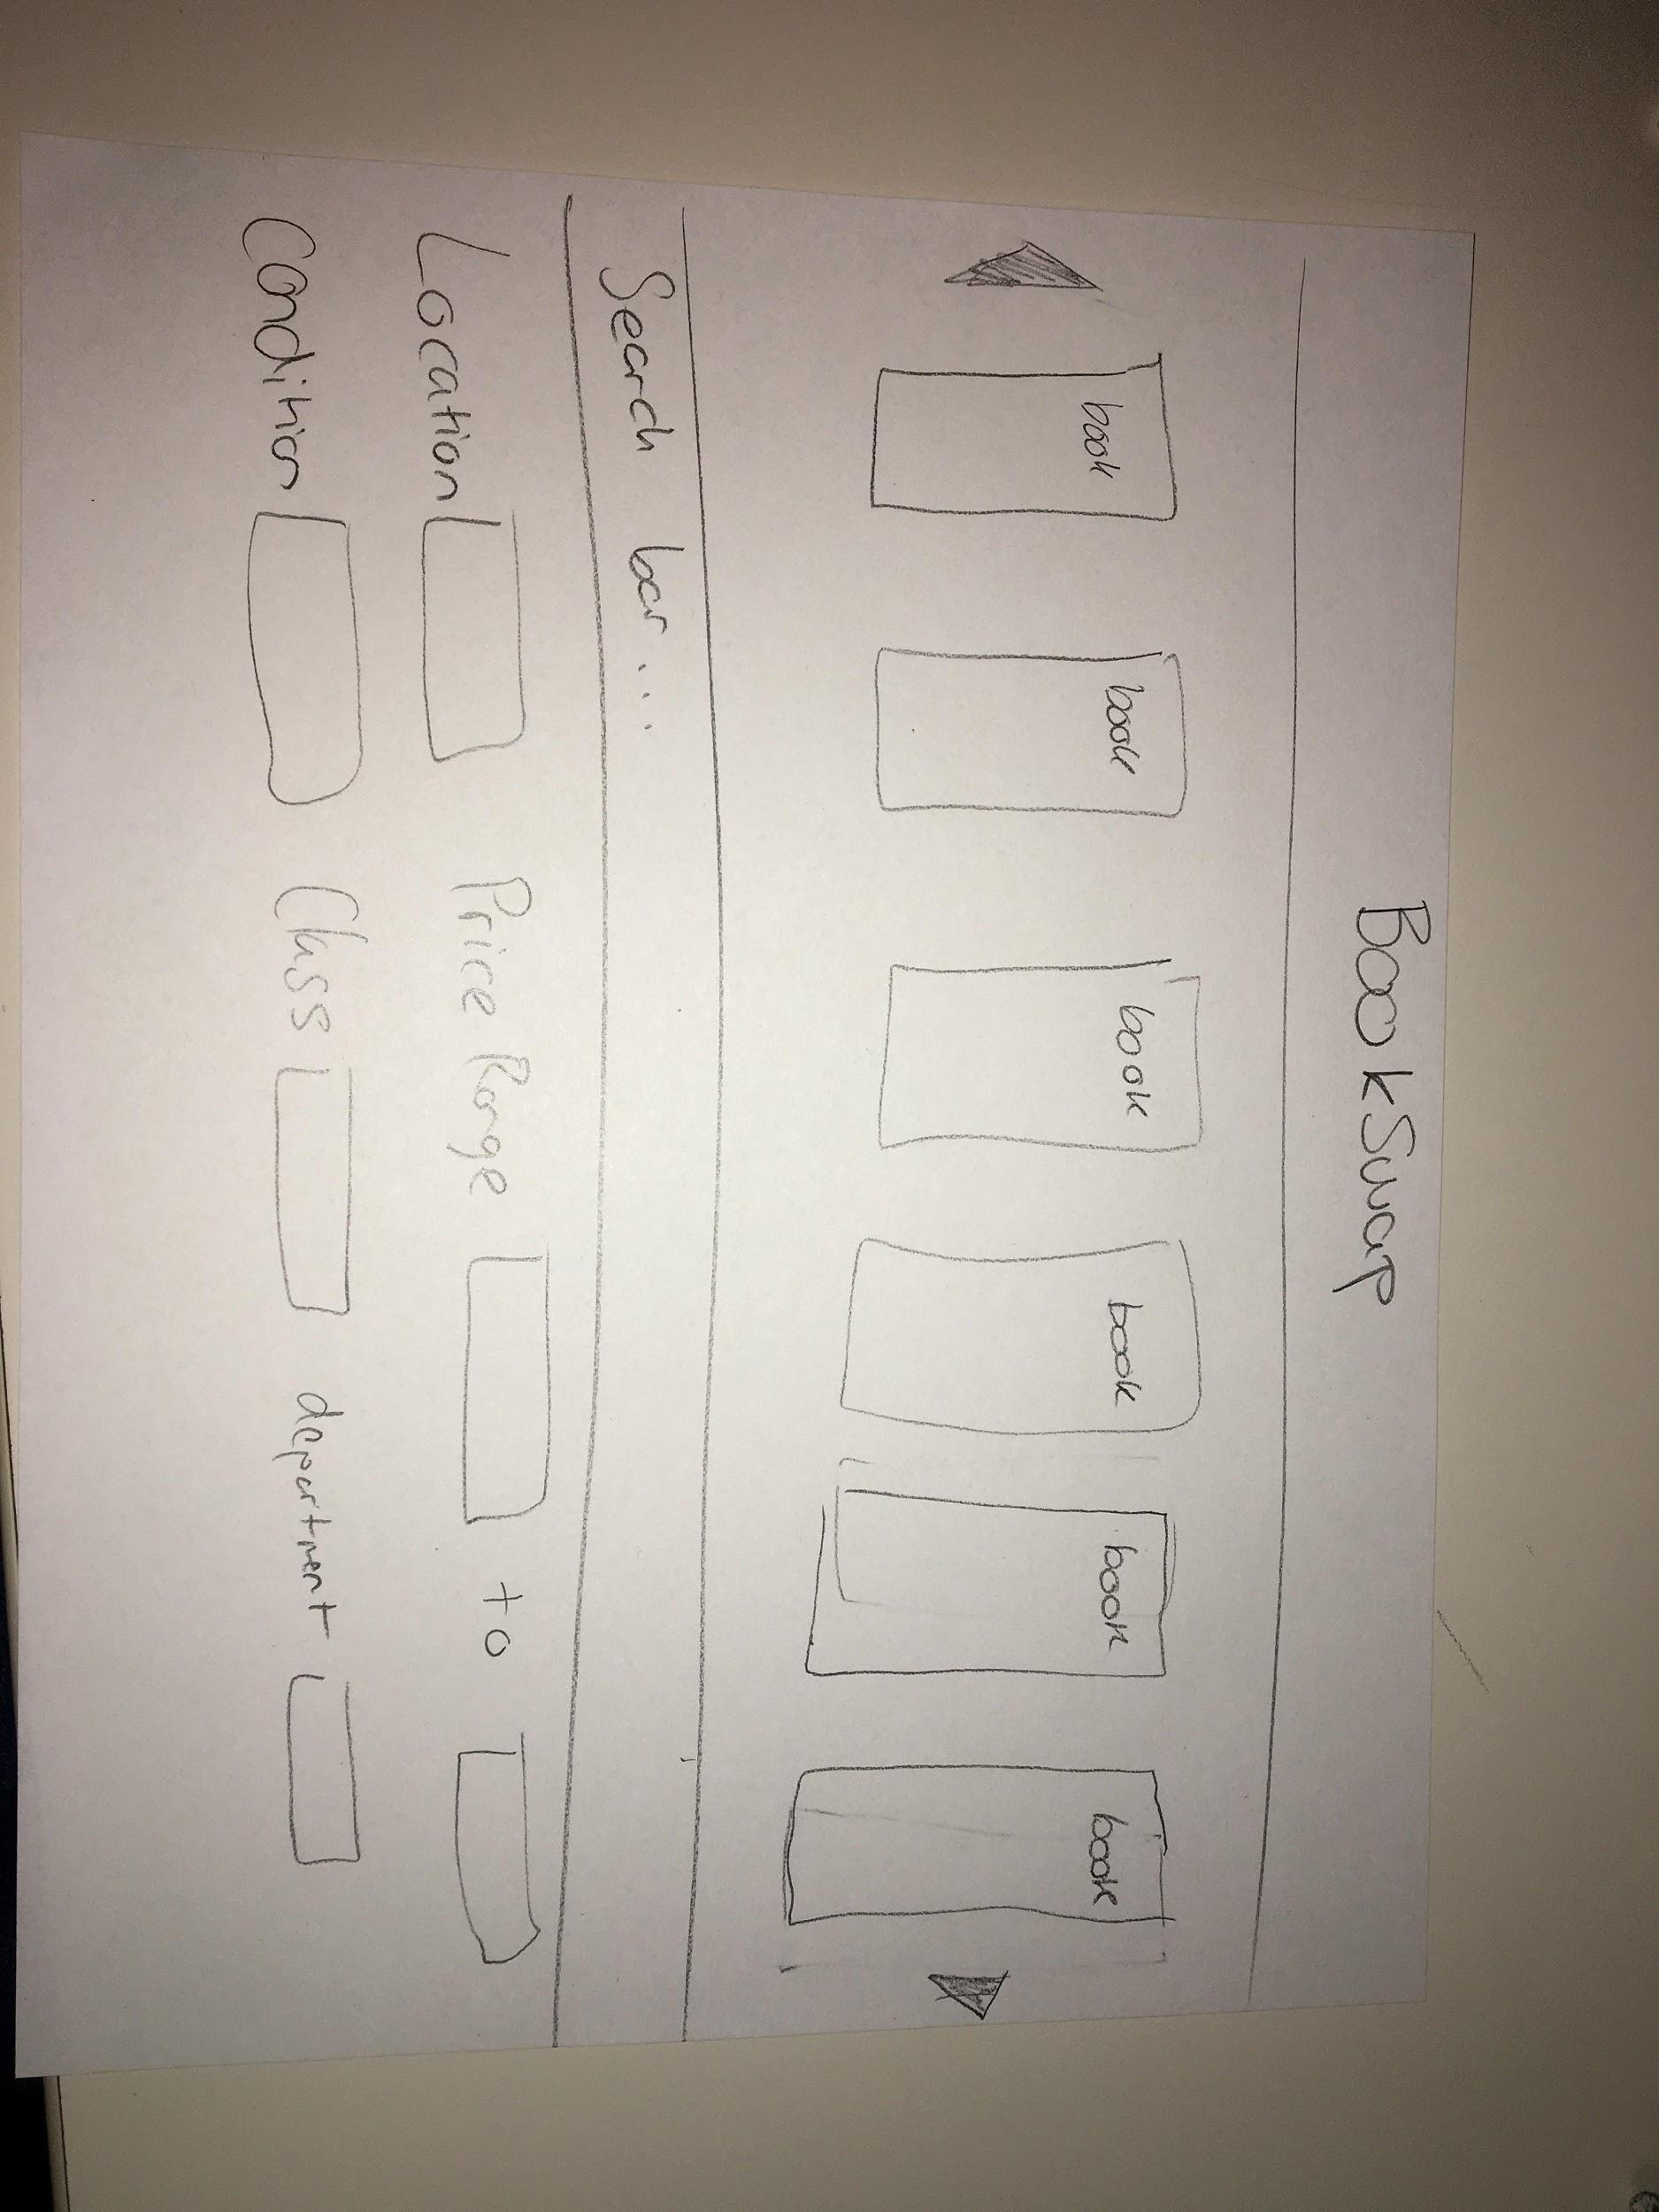 BookSwap
book book book book book book
Search bar...
Location Price Range to
Condition Class department